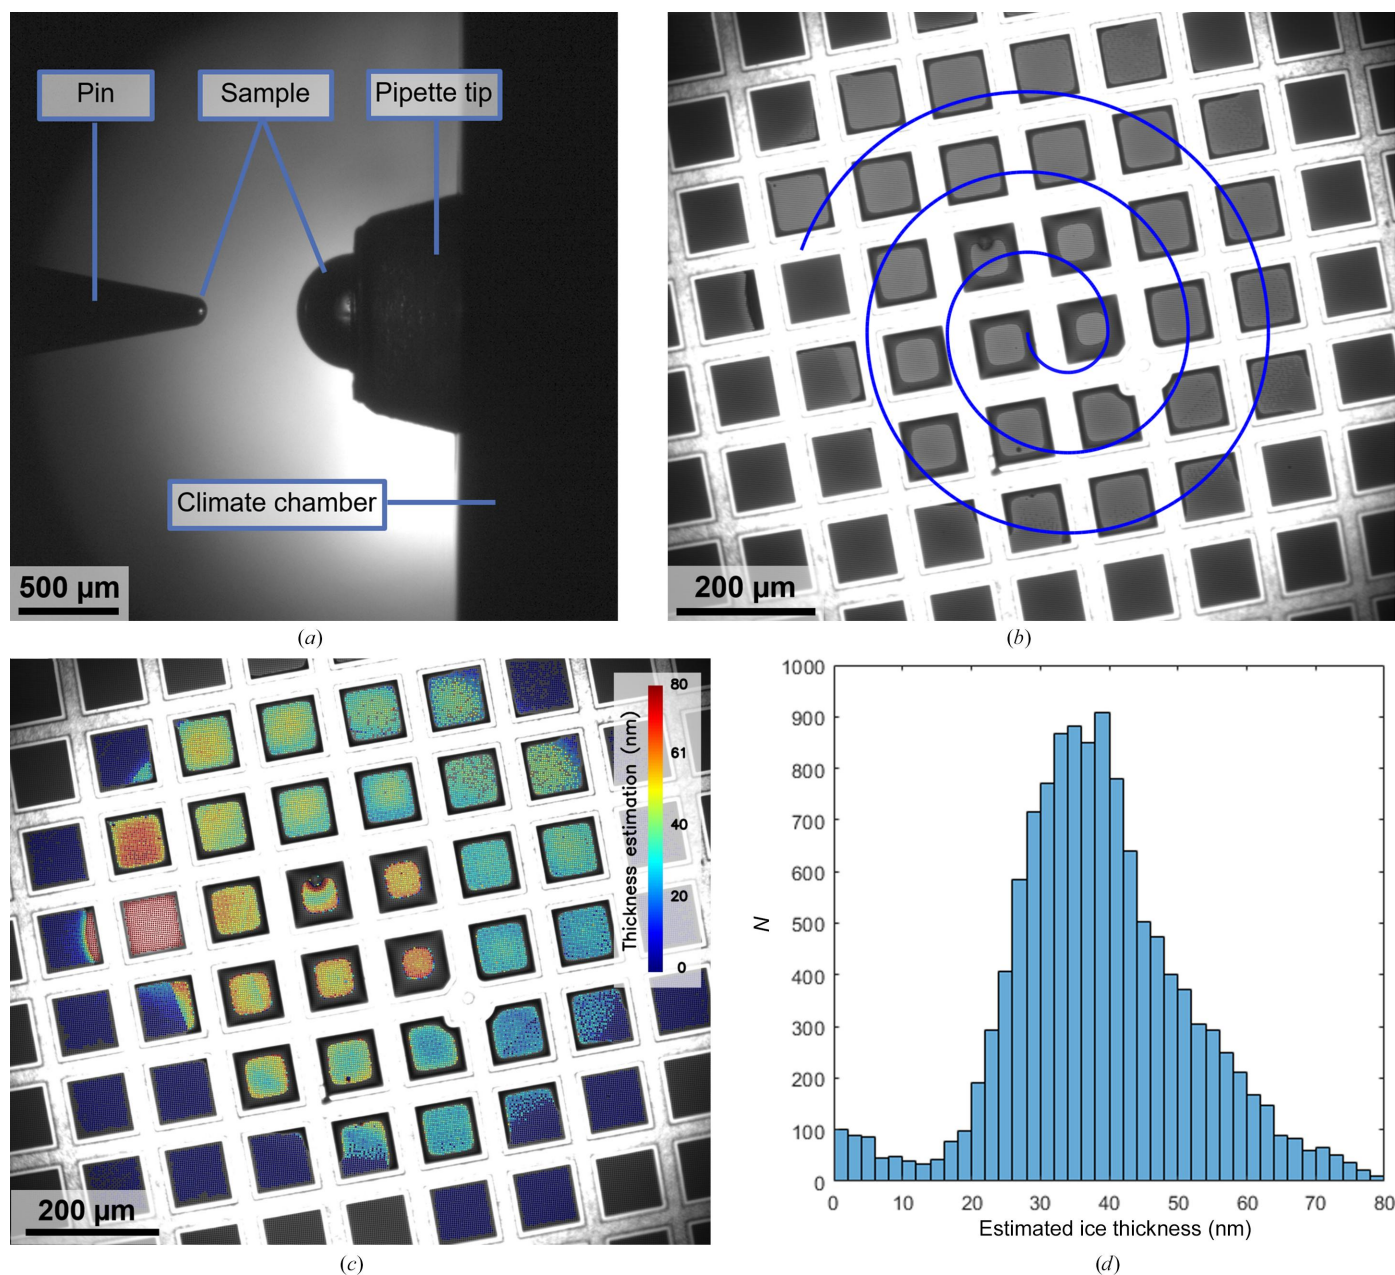 Pin
Sample
Pipette tip
Climate chamber
500 µm
(a)
200 µm
(b)
Thickness estimation (nm)
80
61
40
20
0
200 µm
(c)
1000
900
800
700
600
500
400
300
200
100
0
N
0 10 20 30 40 50 60 70 80
Estimated ice thickness (nm)
(d)